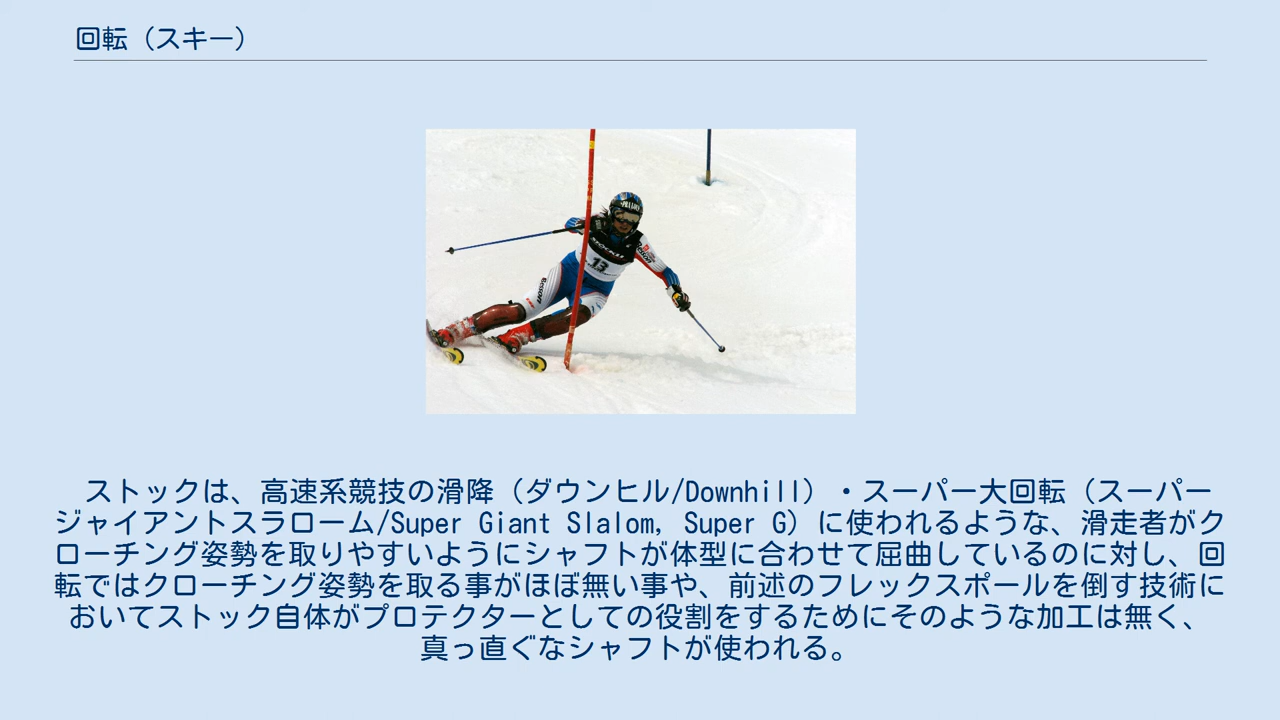 回転（スキー）
13
ストックは、高速系競技の滑降（ダウンヒル/Downhill）・スーパー大回転（スーパー
ジャイアントスラローム/Super Giant Slalom, Super G）に使われるような、滑走者がク
ローチング姿勢を取りやすいようにシャフトが体型に合わせて屈曲しているのに対し、回
転ではクローチング姿勢を取る事がほぼ無い事や、前述のフレックスポールを倒す技術に
おいてストック自体がプロテクターとしての役割をするためにそのような加工は無く、
真っ直ぐなシャフトが使われる。